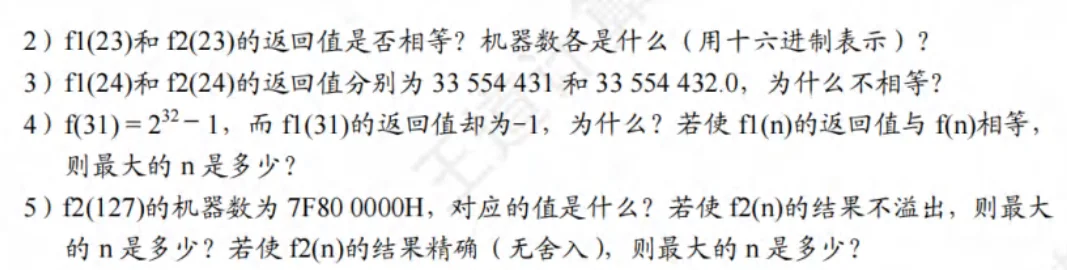 2）f1(23)和 f2(23)的返回值是否相等？机器数各是什么（用十六进制表示）？
3）f1(24)和 f2(24)的返回值分别为 33 554 431 和 33 554 432.0，为什么不相等？
4）f(31) = 2³² − 1，而 f1(31)的返回值却为−1，为什么？若使 f1(n)的返回值与 f(n)相等，
则最大的 n 是多少？
5）f2(127)的机器数为 7F80 0000H，对应的值是什么？若使 f2(n)的结果不溢出，则最大
的 n 是多少？若使 f2(n)的结果精确（无舍入），则最大的 n 是多少？